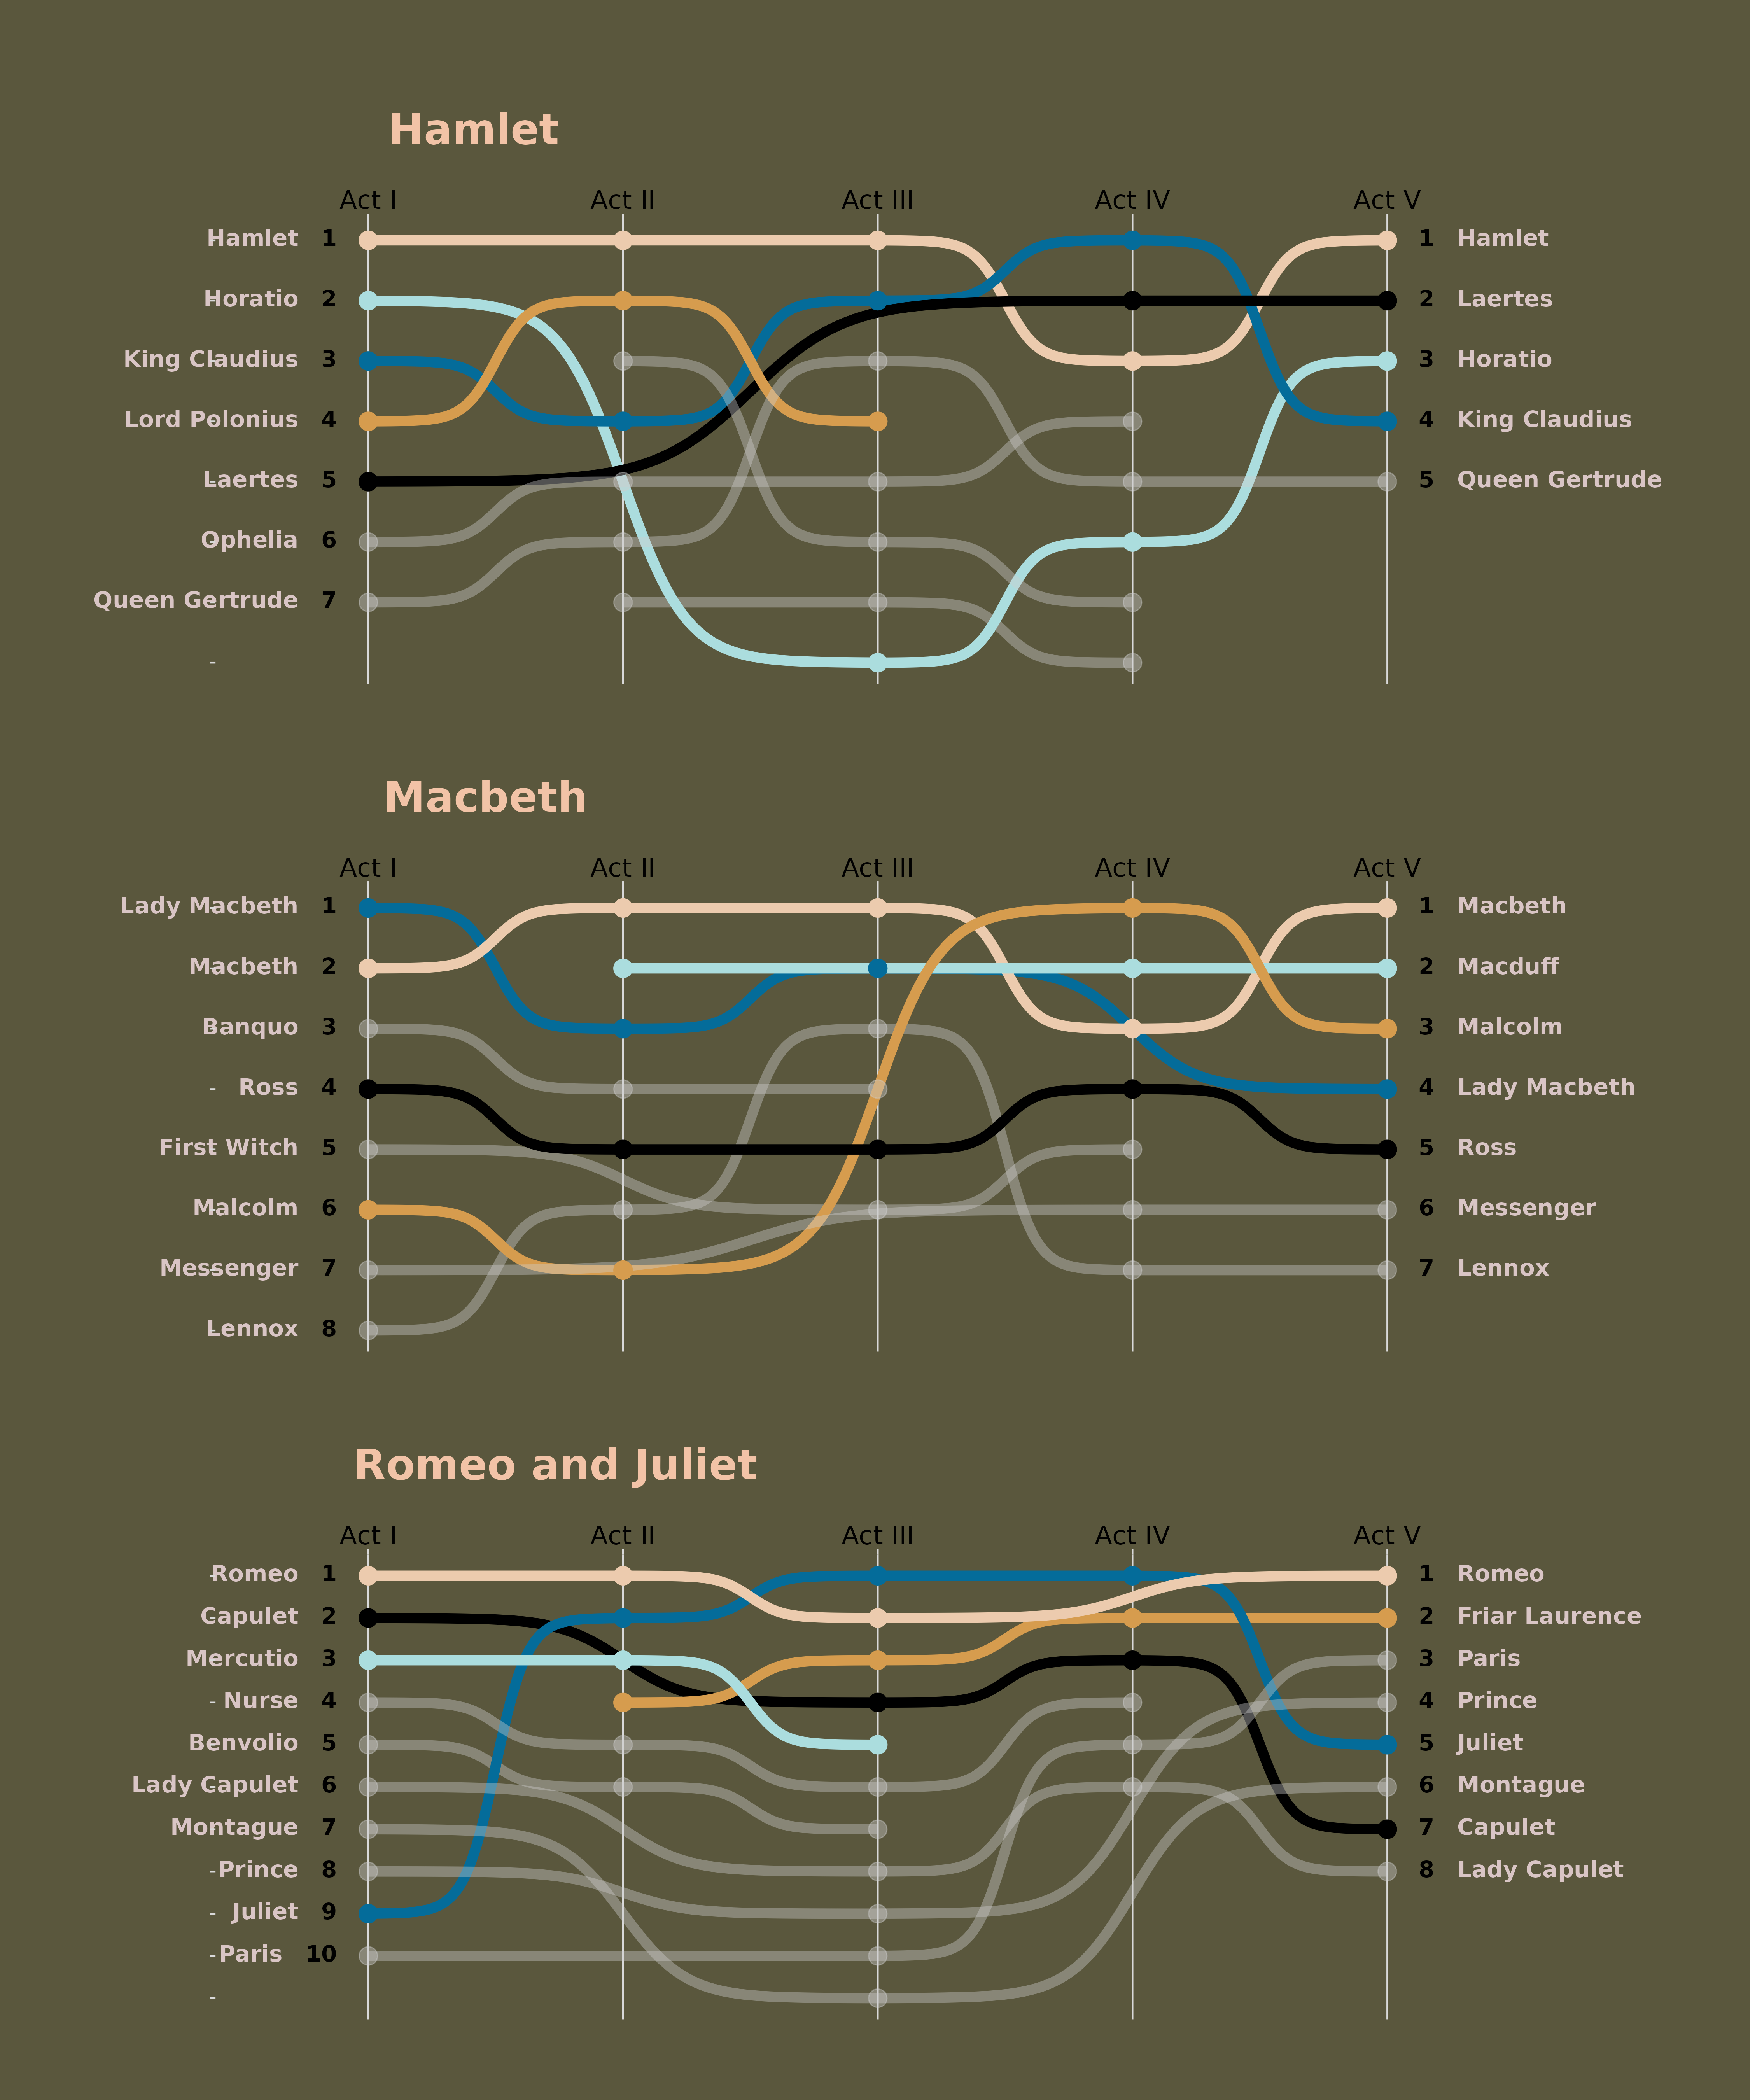 Hamlet
Act I Act II Act III Act IV Act V
Hamlet 1 1 Hamlet
Horatio 2 2 Laertes
King Claudius 3 3 Horatio
Lord Polonius 4 4 King Claudius
Laertes 5 5 Queen Gertrude
Ophelia 6
Queen Gertrude 7
Macbeth
Act I Act II Act III Act IV Act V
Lady Macbeth 1 1 Macbeth
Macbeth 2 2 Macduff
Banquo 3 3 Malcolm
Ross 4 4 Lady Macbeth
First Witch 5 5 Ross
Malcolm 6 6 Messenger
Messenger 7 7 Lennox
Lennox 8
Romeo and Juliet
Act I Act II Act III Act IV Act V
Romeo 1 1 Romeo
Capulet 2 2 Friar Laurence
Mercutio 3 3 Paris
Nurse 4 4 Prince
Benvolio 5 5 Juliet
Lady Capulet 6 6 Montague
Montague 7 7 Capulet
Prince 8 8 Lady Capulet
Juliet 9
Paris 10